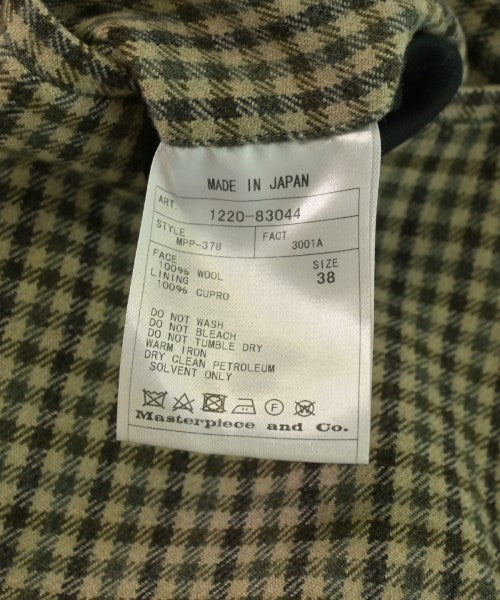 MADE IN JAPAN
ART. 1220-83044
STYLE MPP-378 FACT 3001A
FACE
100% WOOL
LINING
100% CUPRO
SIZE
38
DO NOT WASH
DO NOT BLEACH
DO NOT TUMBLE DRY
WARM IRON
DRY CLEAN PETROLEUM
SOLVENT ONLY
F W
Masterpiece and Co.